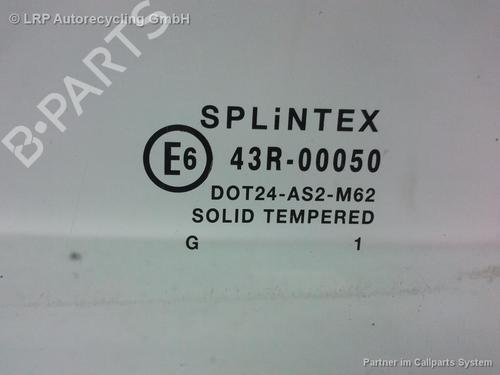 © LRP Autorecycling GmbH
B-PARTS
SPLiNTEX
E6 43R-00050
DOT24-AS2-M62
SOLID TEMPERED
G 1
Partner im Callparts System